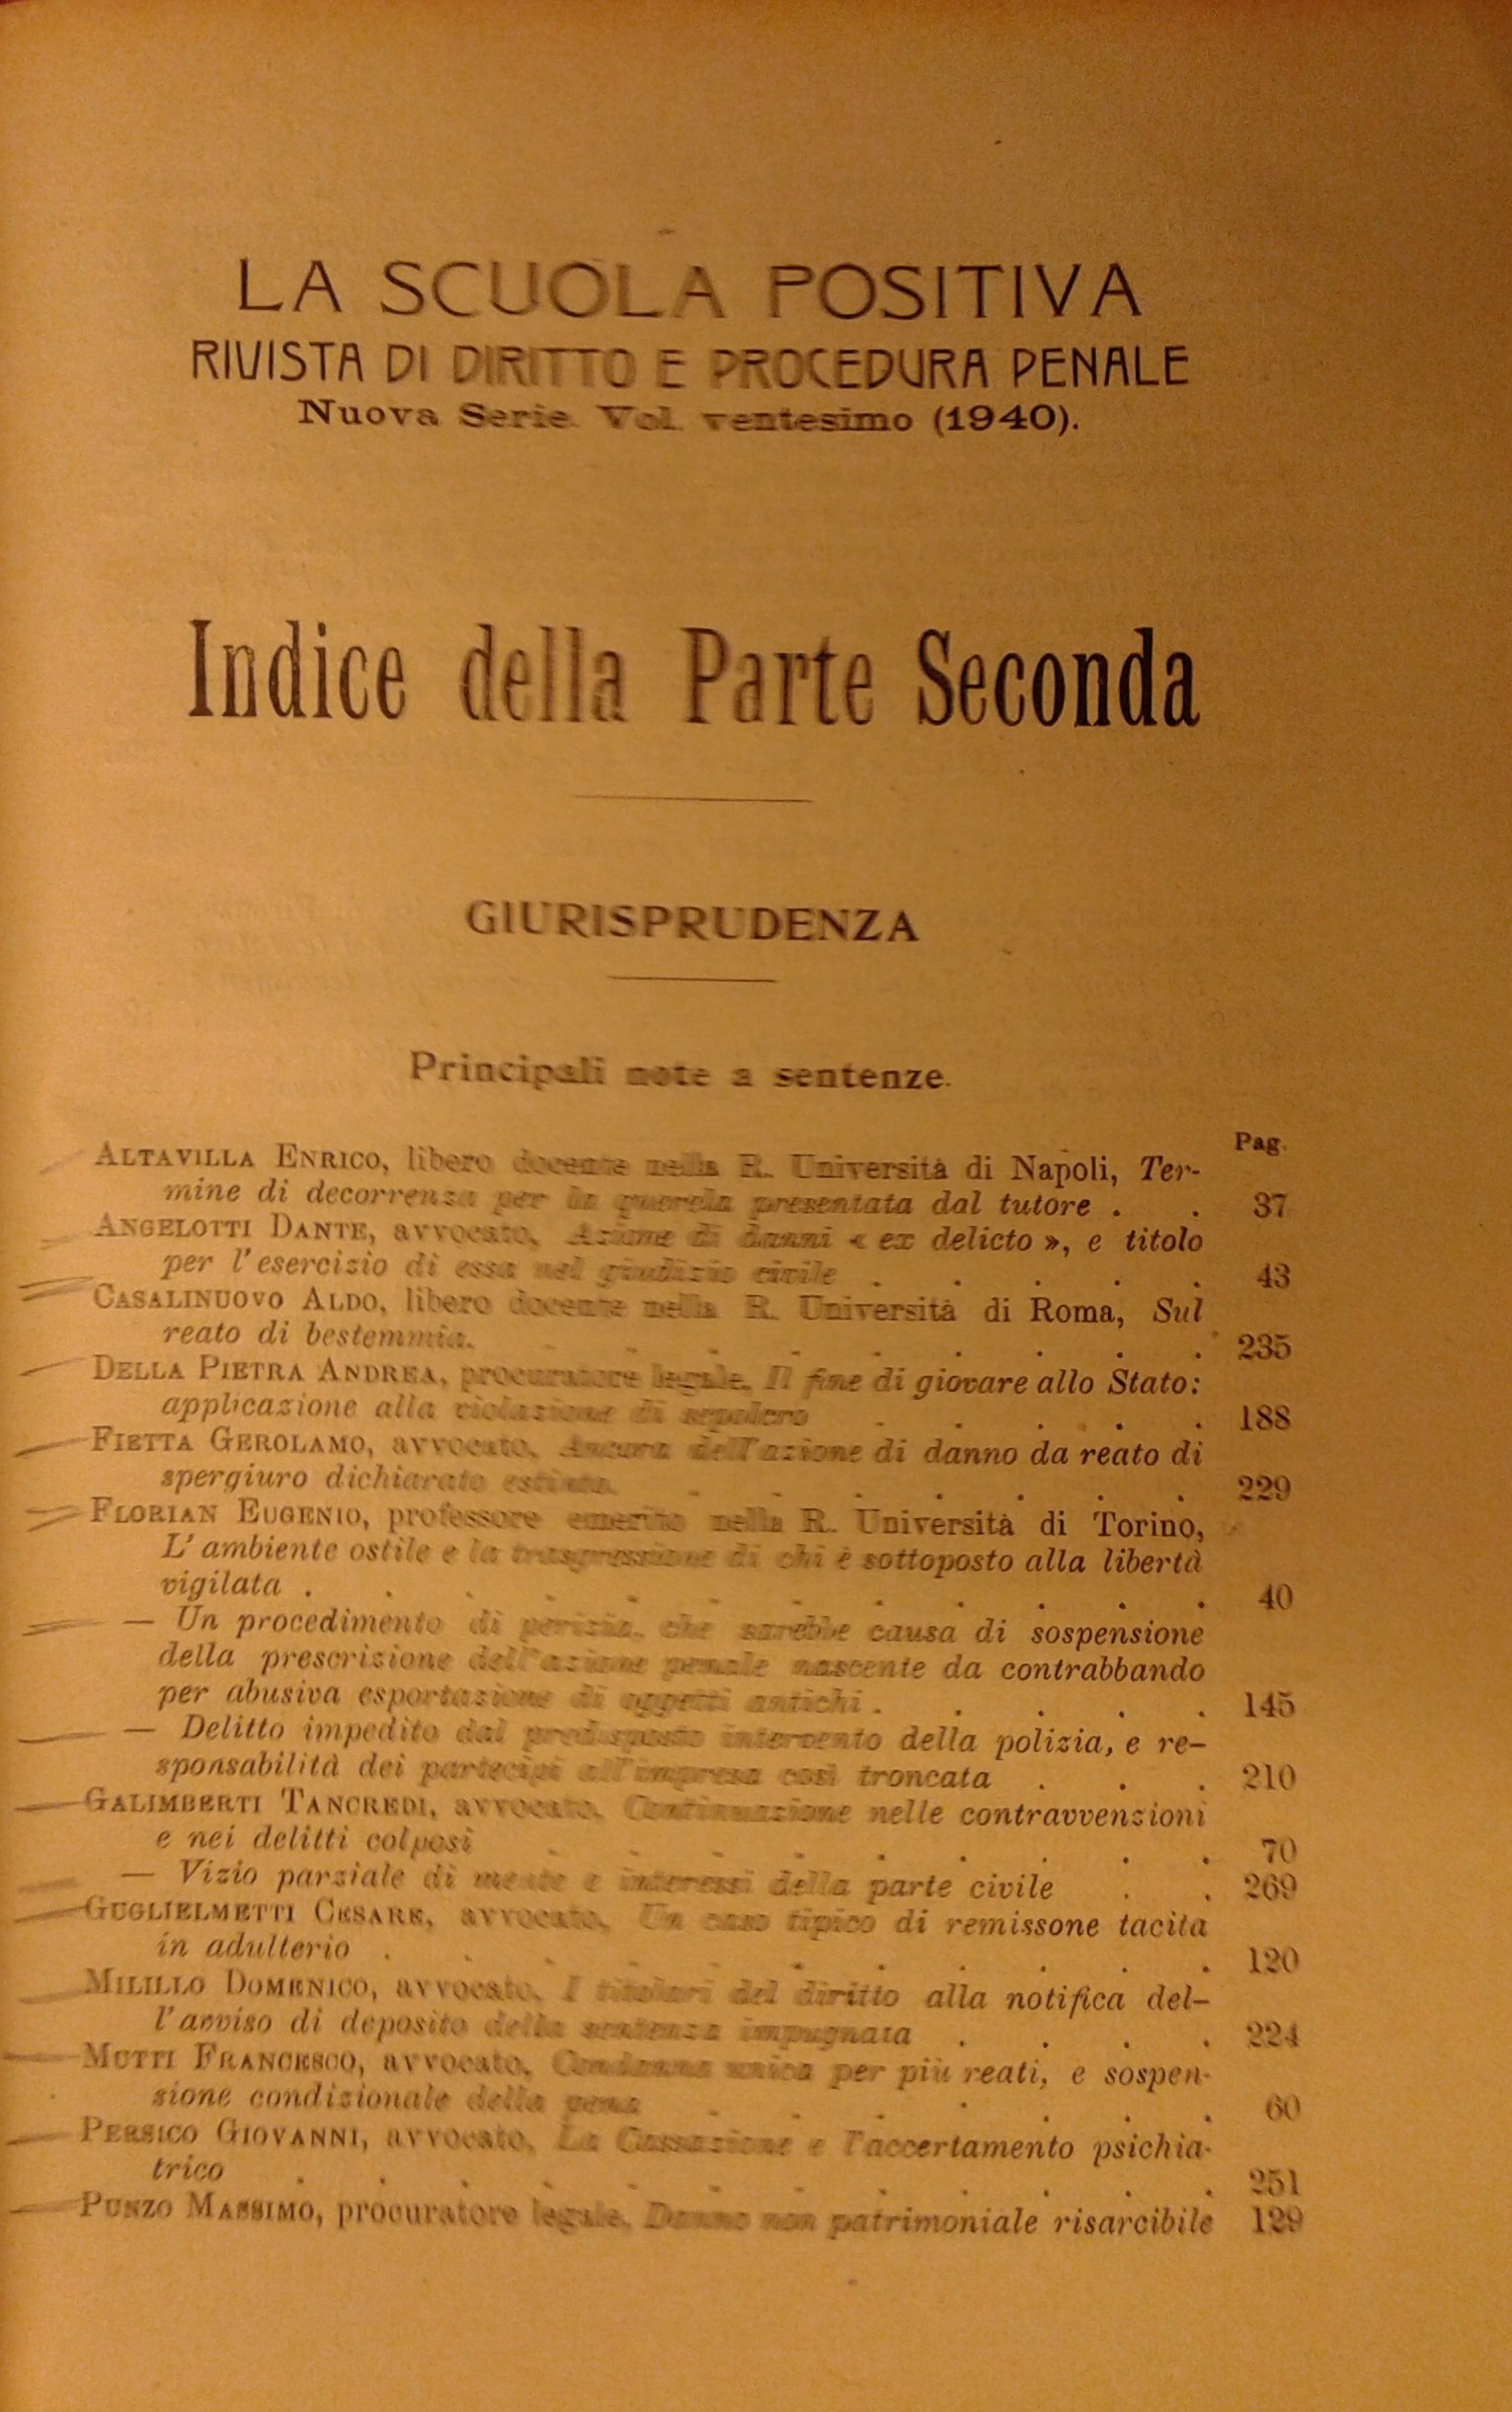 LA SCUOLA POSITIVA
RIVISTA DI DIRITTO E PROCEDURA PENALE
Nuova Serie. Vol. ventesimo (1940).
Indice della Parte Seconda
GIURISPRUDENZA
Principali note a sentenze.
Pag.
ALTAVILLA ENRICO, libero docente nella R. Università di Napoli, Ter-
mine di decorrenza per la querela presentata dal tutore . . 37
ANGELOTTI DANTE, avvocato, Azione di danni « ex delicto », e titolo
per l'esercizio di essa nel giudizio civile . . . . . 43
CASALINUOVO ALDO, libero docente nella R. Università di Roma, Sul
reato di bestemmia. . . . . . . . . . 235
DELLA PIETRA ANDREA, procuratore legale, Il fine di giovare allo Stato:
applicazione alla violazione di sepolcro . . . . . 188
FIETTA GEROLAMO, avvocato, Ancora dell'azione di danno da reato di
spergiuro dichiarato estinto. . . . . . . . 229
FLORIAN EUGENIO, professore emerito nella R. Università di Torino,
L'ambiente ostile e la trasgressione di chi è sottoposto alla libertà
vigilata . . . . . . . . . . . . 40
— Un procedimento di perizia, che sarebbe causa di sospensione
della prescrizione dell'azione penale nascente da contrabbando
per abusiva esportazione di oggetti antichi . . . . . 145
— Delitto impedito dal predisposto intervento della polizia, e re-
sponsabilità dei partecipi all'impresa così troncata . . . 210
GALIMBERTI TANCREDI, avvocato, Continuazione nelle contravvenzioni
e nei delitti colposi . . . . . . . . . 70
— Vizio parziale di mente e interessi della parte civile . . 269
GUGLIELMETTI CESARE, avvocato, Un caso tipico di remissone tacita
in adulterio . . . . . . . . . . . 120
MILILLO DOMENICO, avvocato, I titolari del diritto alla notifica del-
l'avviso di deposito della sentenza impugnata . . . . 224
MUTTI FRANCESCO, avvocato, Condanna unica per più reati, e sospen-
sione condizionale della pena . . . . . . . 60
PERSICO GIOVANNI, avvocato, La Cassazione e l'accertamento psichia-
trico . . . . . . . . . . . . 251
PUNZO MASSIMO, procuratore legale, Danno non patrimoniale risarcibile 129